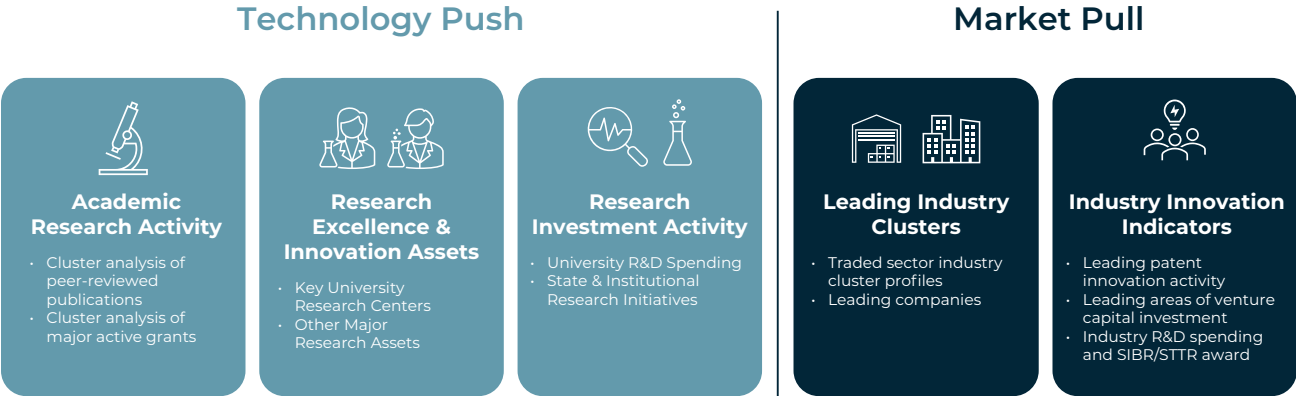 Technology Push
Market Pull
Academic
Research Activity
• Cluster analysis of
peer-reviewed
publications
• Cluster analysis of
major active grants
Research
Excellence &
Innovation Assets
• Key University
Research Centers
• Other Major
Research Assets
Research
Investment Activity
• University R&D Spending
• State & Institutional
Research Initiatives
Leading Industry
Clusters
• Traded sector industry
cluster profiles
• Leading companies
Industry Innovation
Indicators
• Leading patent
innovation activity
• Leading areas of venture
capital investment
• Industry R&D spending
and SIBR/STTR award